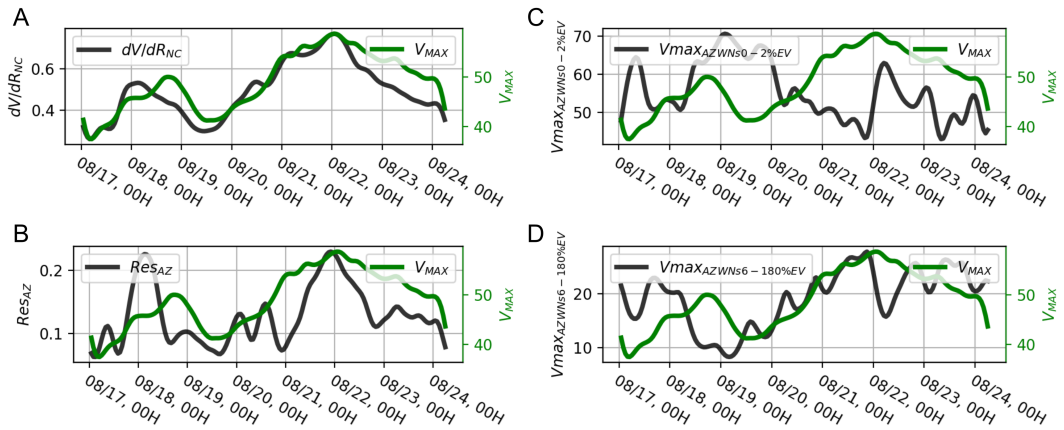 A
dV/dR_NC
0.6
0.4
dV/dR_NC
V_MAX
50
40
V_MAX
08/17, 00H
08/18, 00H
08/19, 00H
08/20, 00H
08/21, 00H
08/22, 00H
08/23, 00H
08/24, 00H
C
Vmax_AZWNs0−2%EV
70
60
50
Vmax_AZWNs0−2%EV
V_MAX
50
40
V_MAX
08/17, 00H
08/18, 00H
08/19, 00H
08/20, 00H
08/21, 00H
08/22, 00H
08/23, 00H
08/24, 00H
B
Res_AZ
0.2
0.1
Res_AZ
V_MAX
50
40
V_MAX
08/17, 00H
08/18, 00H
08/19, 00H
08/20, 00H
08/21, 00H
08/22, 00H
08/23, 00H
08/24, 00H
D
Vmax_AZWNs6−180%EV
20
10
Vmax_AZWNs6−180%EV
V_MAX
50
40
V_MAX
08/17, 00H
08/18, 00H
08/19, 00H
08/20, 00H
08/21, 00H
08/22, 00H
08/23, 00H
08/24, 00H